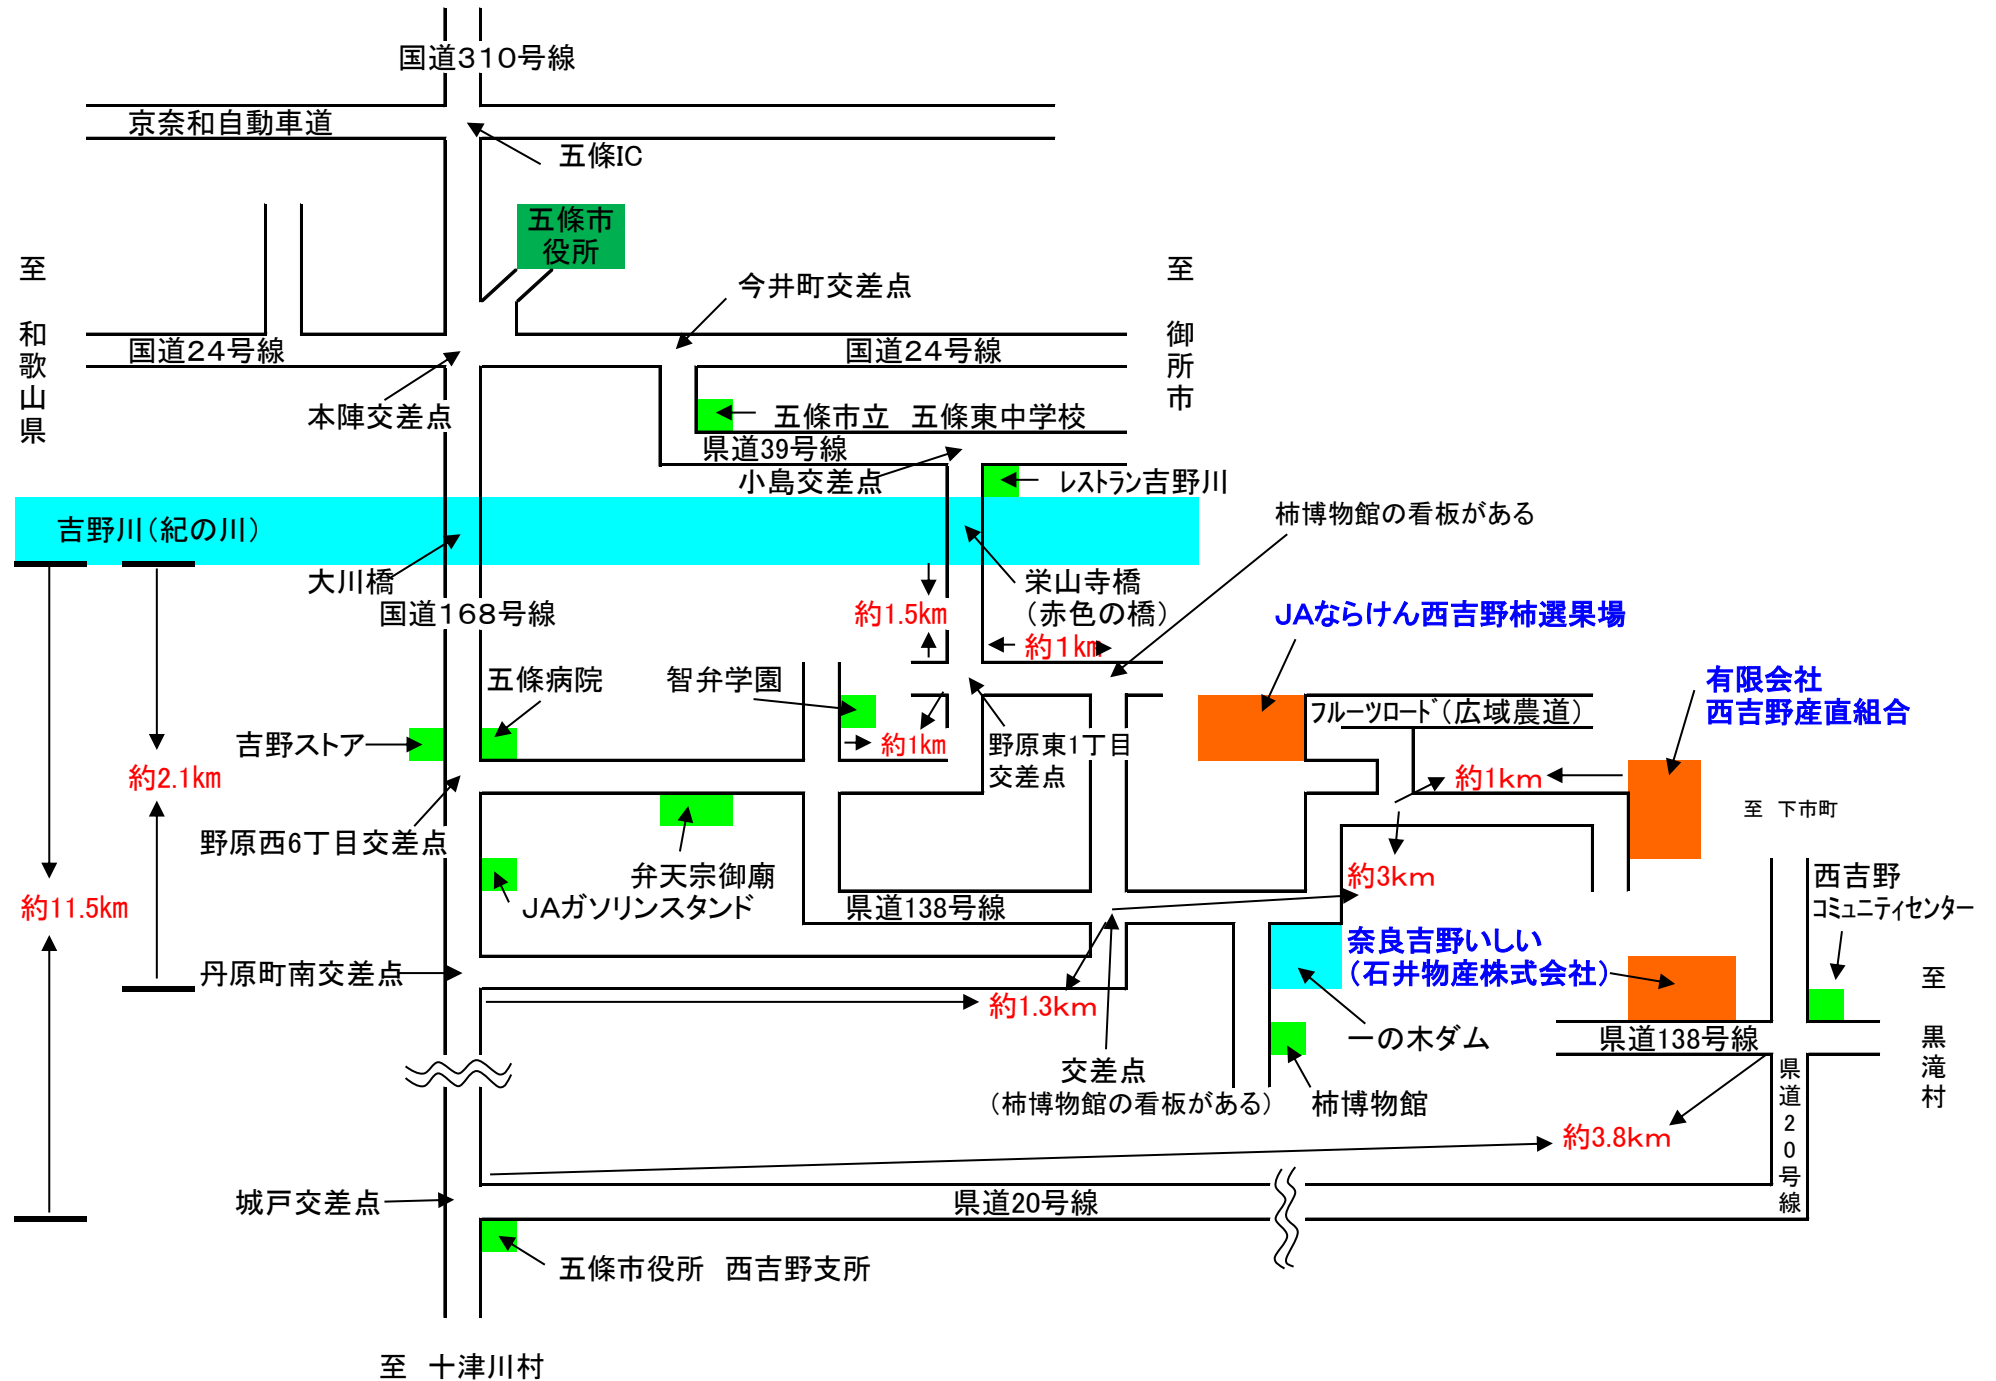 国道310号線
京奈和自動車道
五條IC
五條市
役所
至 和歌山県
今井町交差点
至 御所市
国道24号線
国道24号線
本陣交差点
五條市立 五條東中学校
県道39号線
小島交差点
レストラン吉野川
吉野川(紀の川)
柿博物館の看板がある
大川橋
栄山寺橋
(赤色の橋)
国道168号線
約1.5km
約1km
JAならけん西吉野柿選果場
五條病院
智弁学園
有限会社
西吉野産直組合
フルーツロード(広域農道)
吉野ストア
約1km
野原東1丁目
交差点
約2.1km
約1km
至 下市町
野原西6丁目交差点
弁天宗御廟
約3km
西吉野
コミュニティセンター
約11.5km
JAガソリンスタンド
県道138号線
奈良吉野いしい
(石井物産株式会社)
丹原町南交差点
至 黒滝村
約1.3km
一の木ダム
県道138号線
交差点
(柿博物館の看板がある)
柿博物館
県道20号線
約3.8km
城戸交差点
県道20号線
五條市役所 西吉野支所
至 十津川村